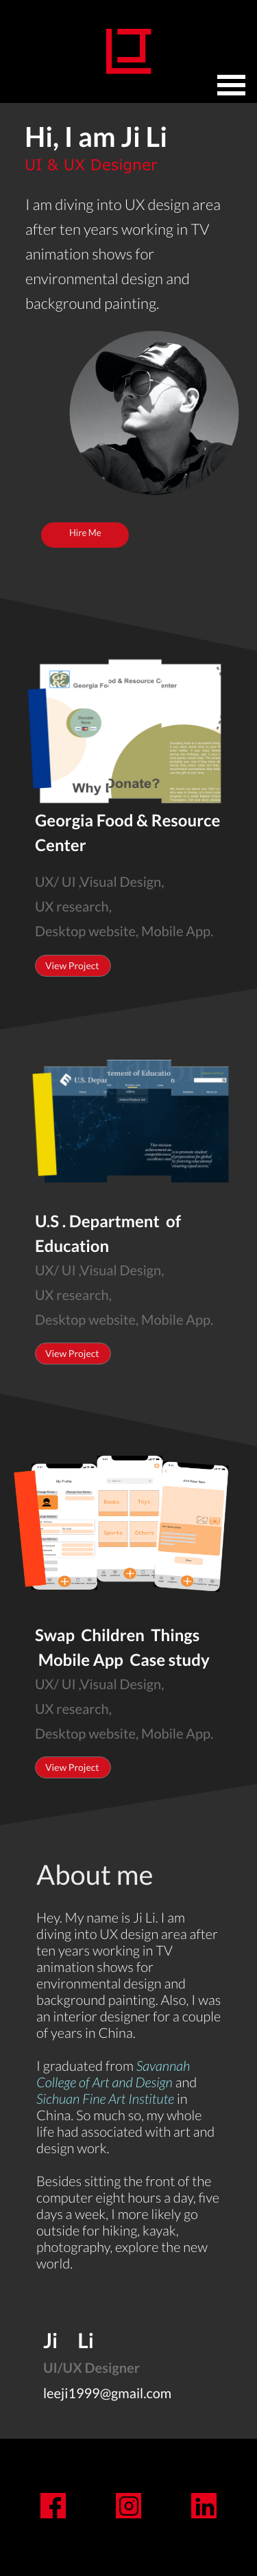 Hi, I am Ji Li
UI & UX Designer
I am diving into UX design area
after ten years working in TV
animation shows for
environmental design and
background painting.
Hire Me
Georgia Food & Resource Center
Donate
Now
Why Donate?
Georgia Food & Resource
Center
UX/ UI ,Visual Design,
UX research,
Desktop website, Mobile App.
View Project
U.S . Department of
Education
UX/ UI ,Visual Design,
UX research,
Desktop website, Mobile App.
View Project
My Profile
Books
Toys
Sports
Others
Swap Children Things
Mobile App Case study
UX/ UI ,Visual Design,
UX research,
Desktop website, Mobile App.
View Project
About me
Hey. My name is Ji Li. I am
diving into UX design area after
ten years working in TV
animation shows for
environmental design and
background painting. Also, I was
an interior designer for a couple
of years in China.
I graduated from Savannah
College of Art and Design and
Sichuan Fine Art Institute in
China. So much so, my whole
life had associated with art and
design work.
Besides sitting the front of the
computer eight hours a day, five
days a week, I more likely go
outside for hiking, kayak,
photography, explore the new
world.
Ji Li
UI/UX Designer
leeji1999@gmail.com